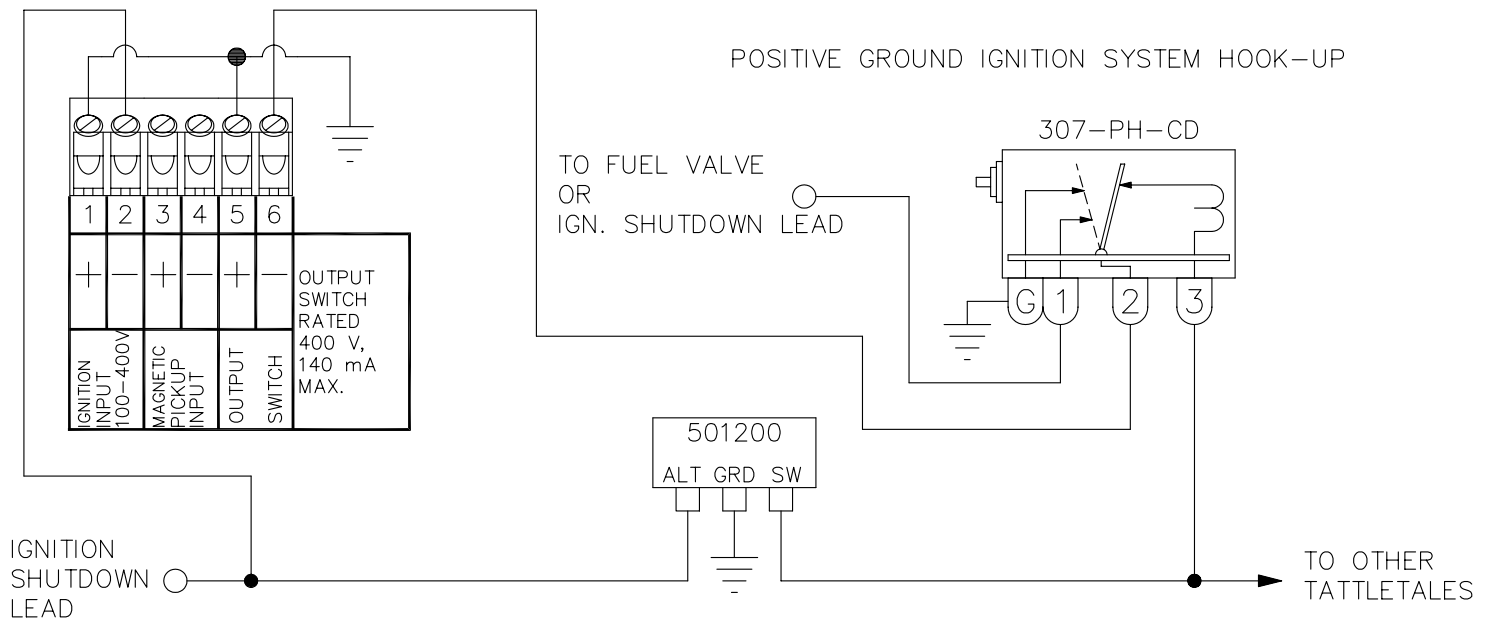 POSITIVE GROUND IGNITION SYSTEM HOOK-UP
307-PH-CD
TO FUEL VALVE
OR
IGN. SHUTDOWN LEAD
1 2 3 4 5 6
+ - + - + -
OUTPUT
SWITCH
RATED
400 V,
140 mA
MAX.
IGNITION
INPUT
100-400V
MAGNETIC
PICKUP
INPUT
OUTPUT
SWITCH
G 1 2 3
501200
ALT GRD SW
IGNITION
SHUTDOWN
LEAD
TO OTHER
TATTLETALES